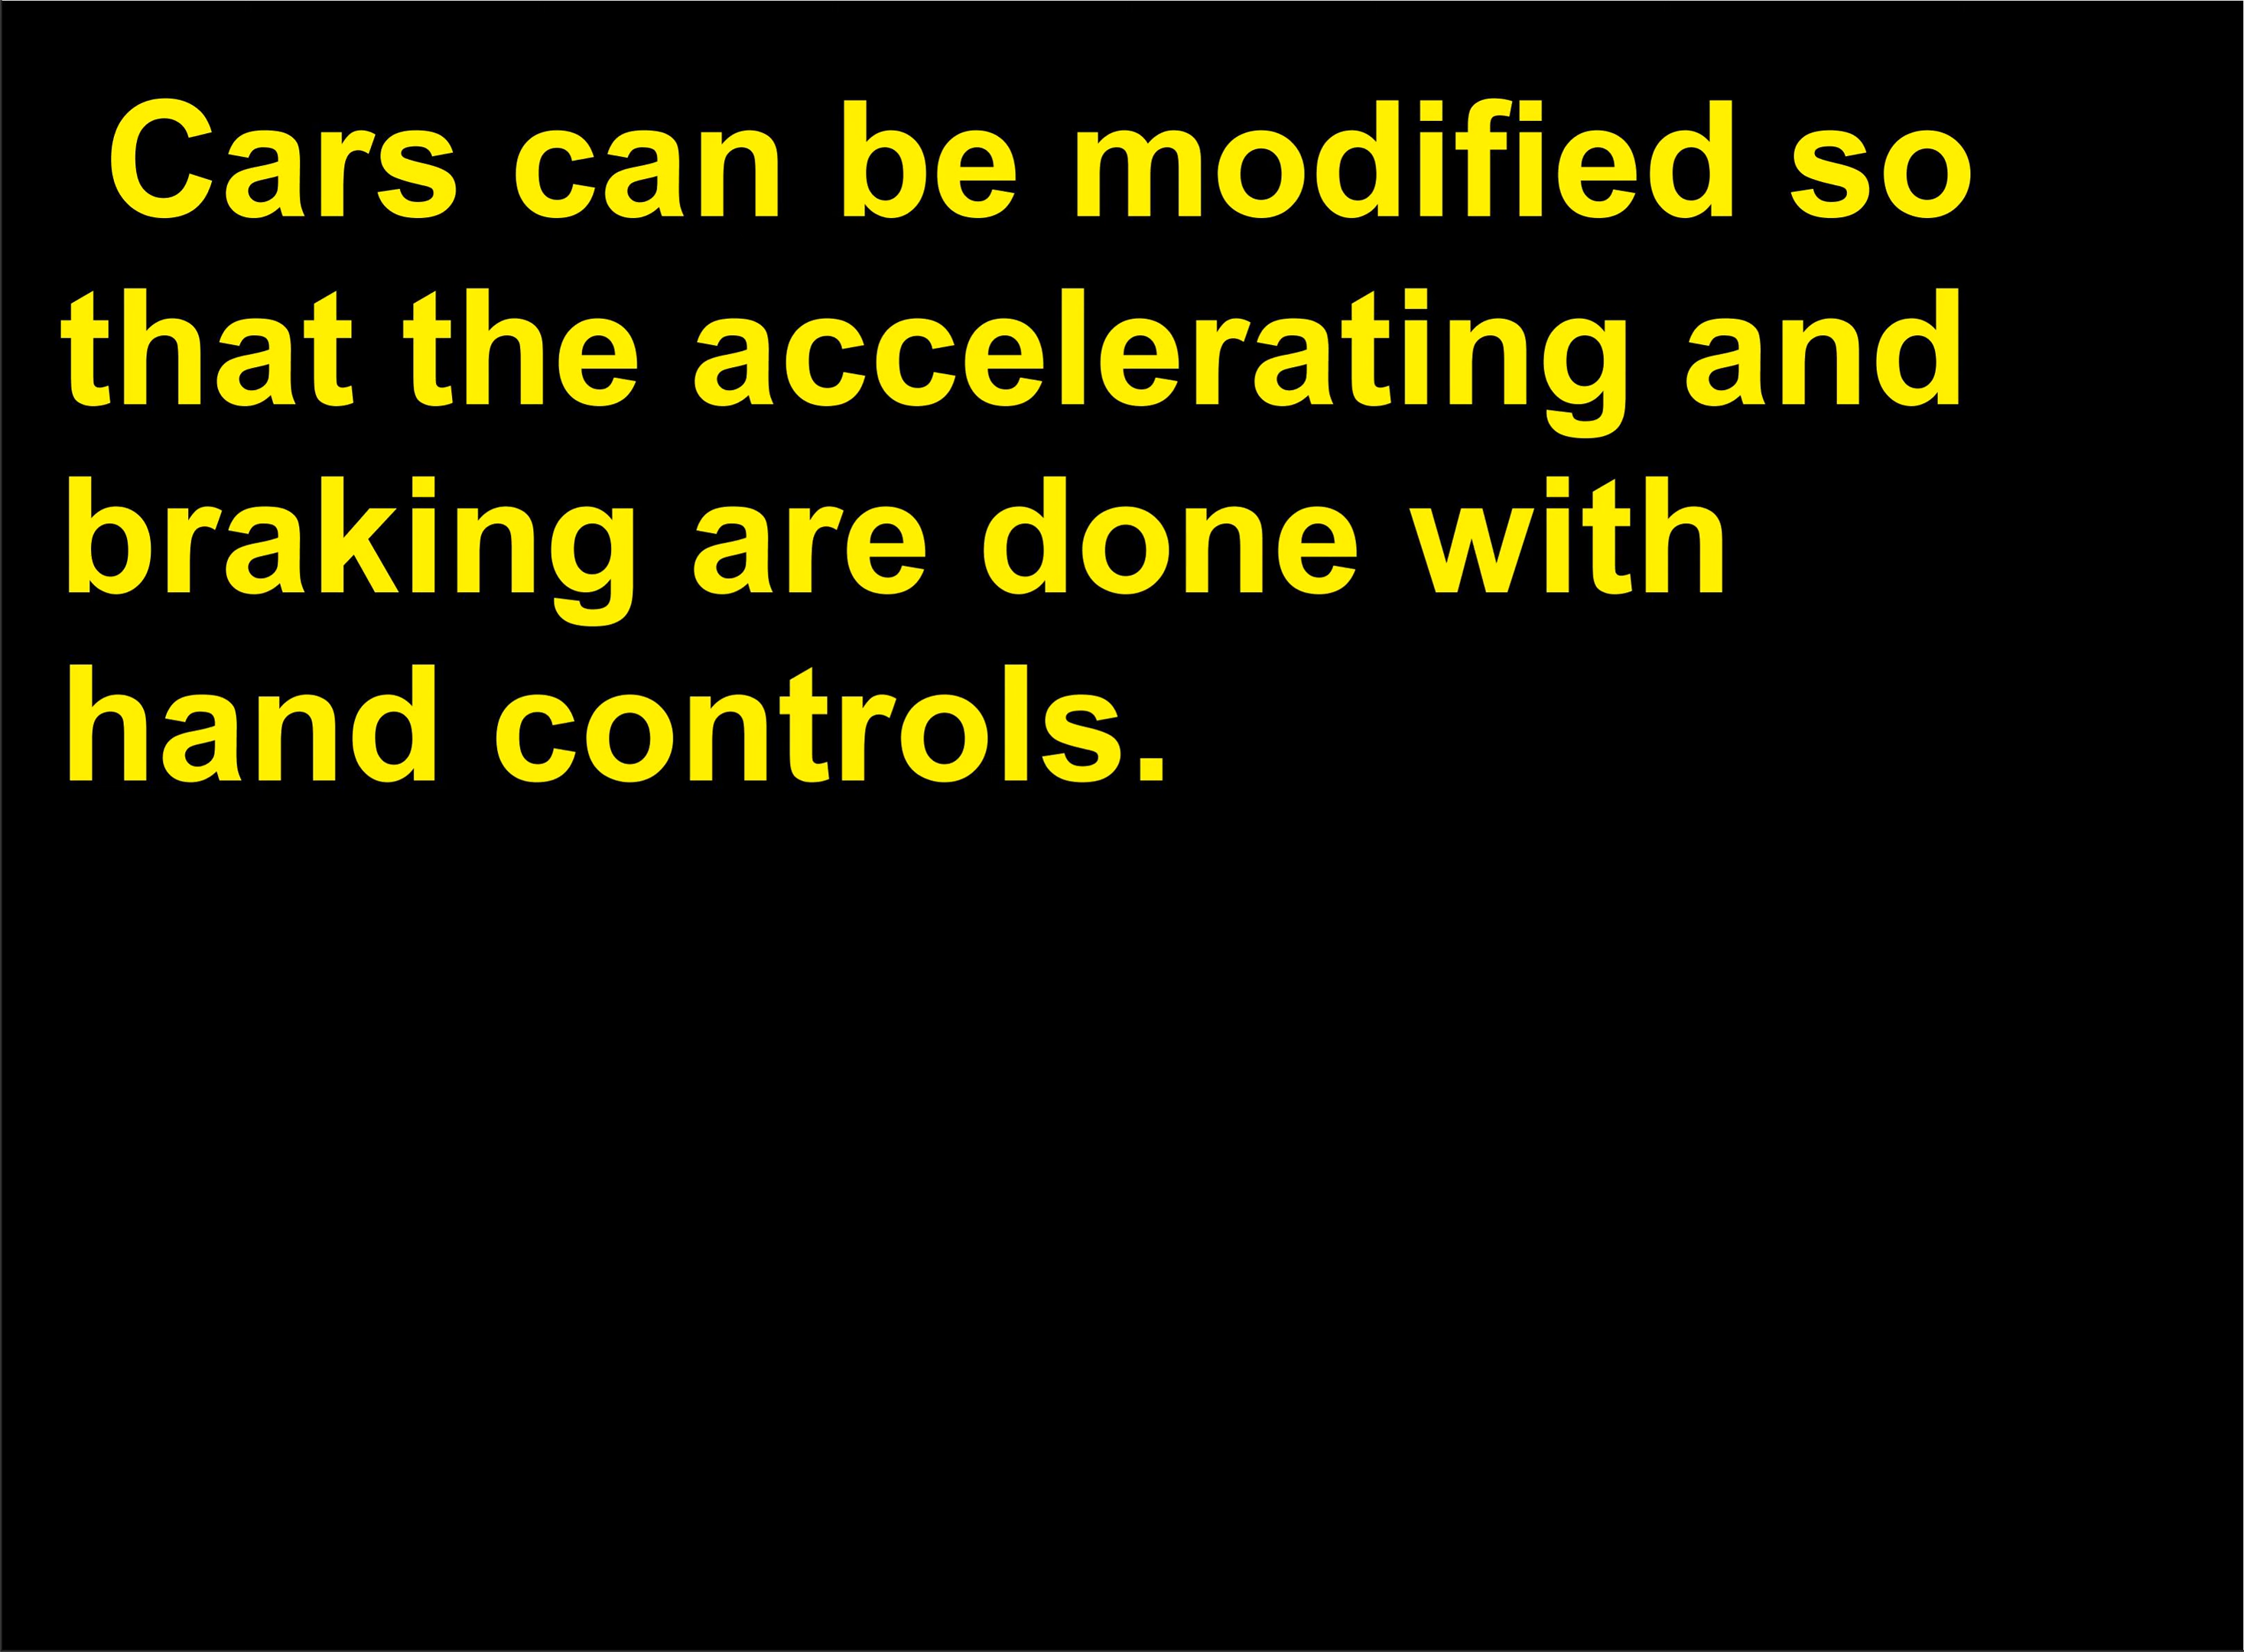 Cars can be modified so
that the accelerating and
braking are done with
hand controls.